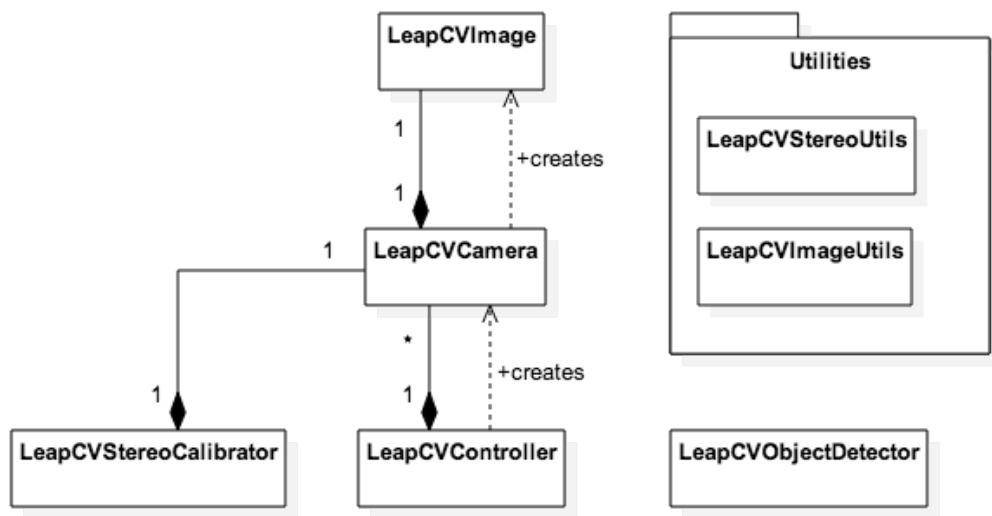 LeapCVImage
Utilities
1
+creates
LeapCVStereoUtils
1
1
LeapCVCamera
LeapCVImageUtils
*
+creates
1
1
LeapCVStereoCalibrator
LeapCVController
LeapCVObjectDetector